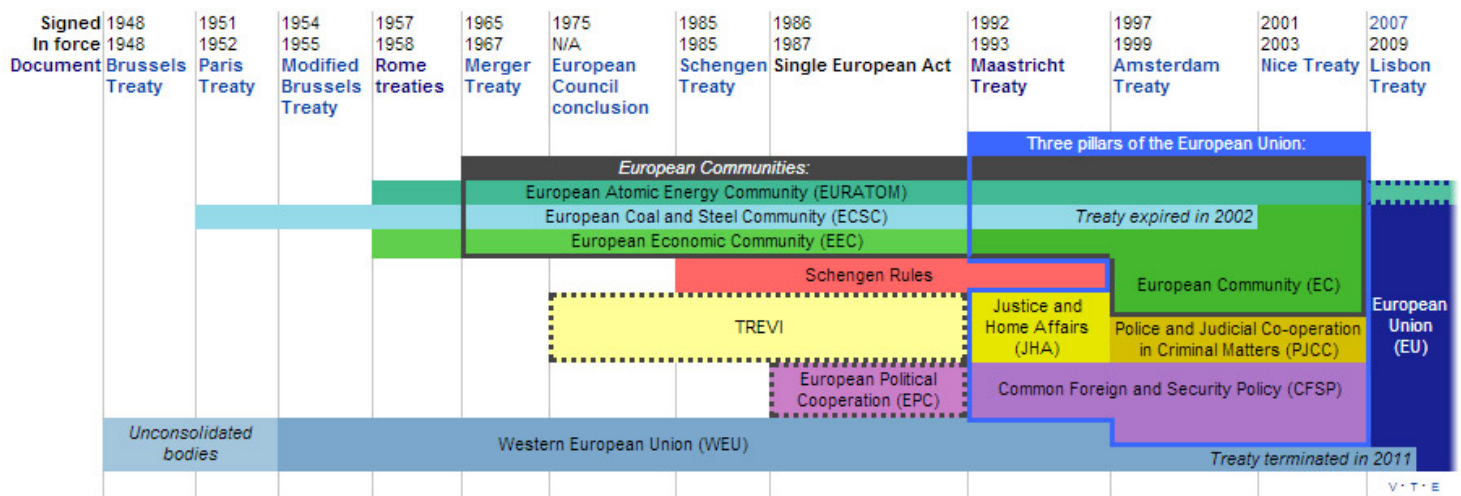 Signed 1948 1951 1954 1957 1965 1975 1985 1986 1992 1997 2001 2007
In force 1948 1952 1955 1958 1967 N/A 1985 1987 1993 1999 2003 2009
Document Brussels Paris Modified Rome Merger European Schengen Single European Act Maastricht Amsterdam Nice Treaty Lisbon
Treaty Treaty Brussels treaties Treaty Council Treaty Treaty Treaty Treaty
Treaty conclusion
Three pillars of the European Union:
European Communities:
European Atomic Energy Community (EURATOM)
European Coal and Steel Community (ECSC) Treaty expired in 2002
European Economic Community (EEC)
Schengen Rules
European Community (EC)
TREVI
Justice and
Home Affairs
(JHA)
Police and Judicial Co-operation
in Criminal Matters (PJCC)
European
Union
(EU)
European Political
Cooperation (EPC)
Common Foreign and Security Policy (CFSP)
Unconsolidated
bodies
Western European Union (WEU)
Treaty terminated in 2011
V · T · E